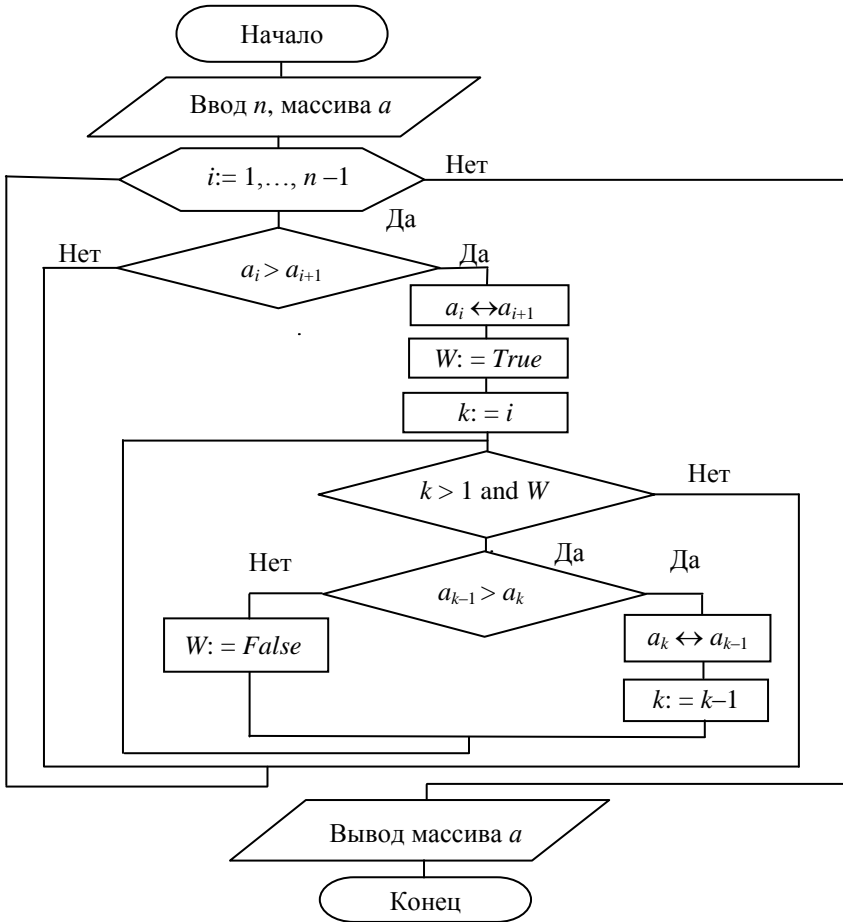 Начало
Ввод n, массива a
i:= 1,…, n –1
Нет
Да
Нет
a_i > a_{i+1}
Да
a_i ↔ a_{i+1}
W: = True
k: = i
k > 1 and W
Нет
Нет
Да
Да
a_{k–1} > a_k
W: = False
a_k ↔ a_{k–1}
k: = k–1
Вывод массива a
Конец